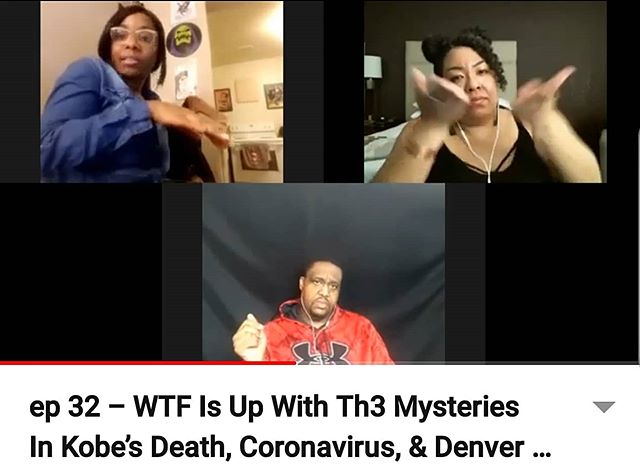 ep 32 – WTF Is Up With Th3 Mysteries
In Kobe’s Death, Coronavirus, & Denver ...